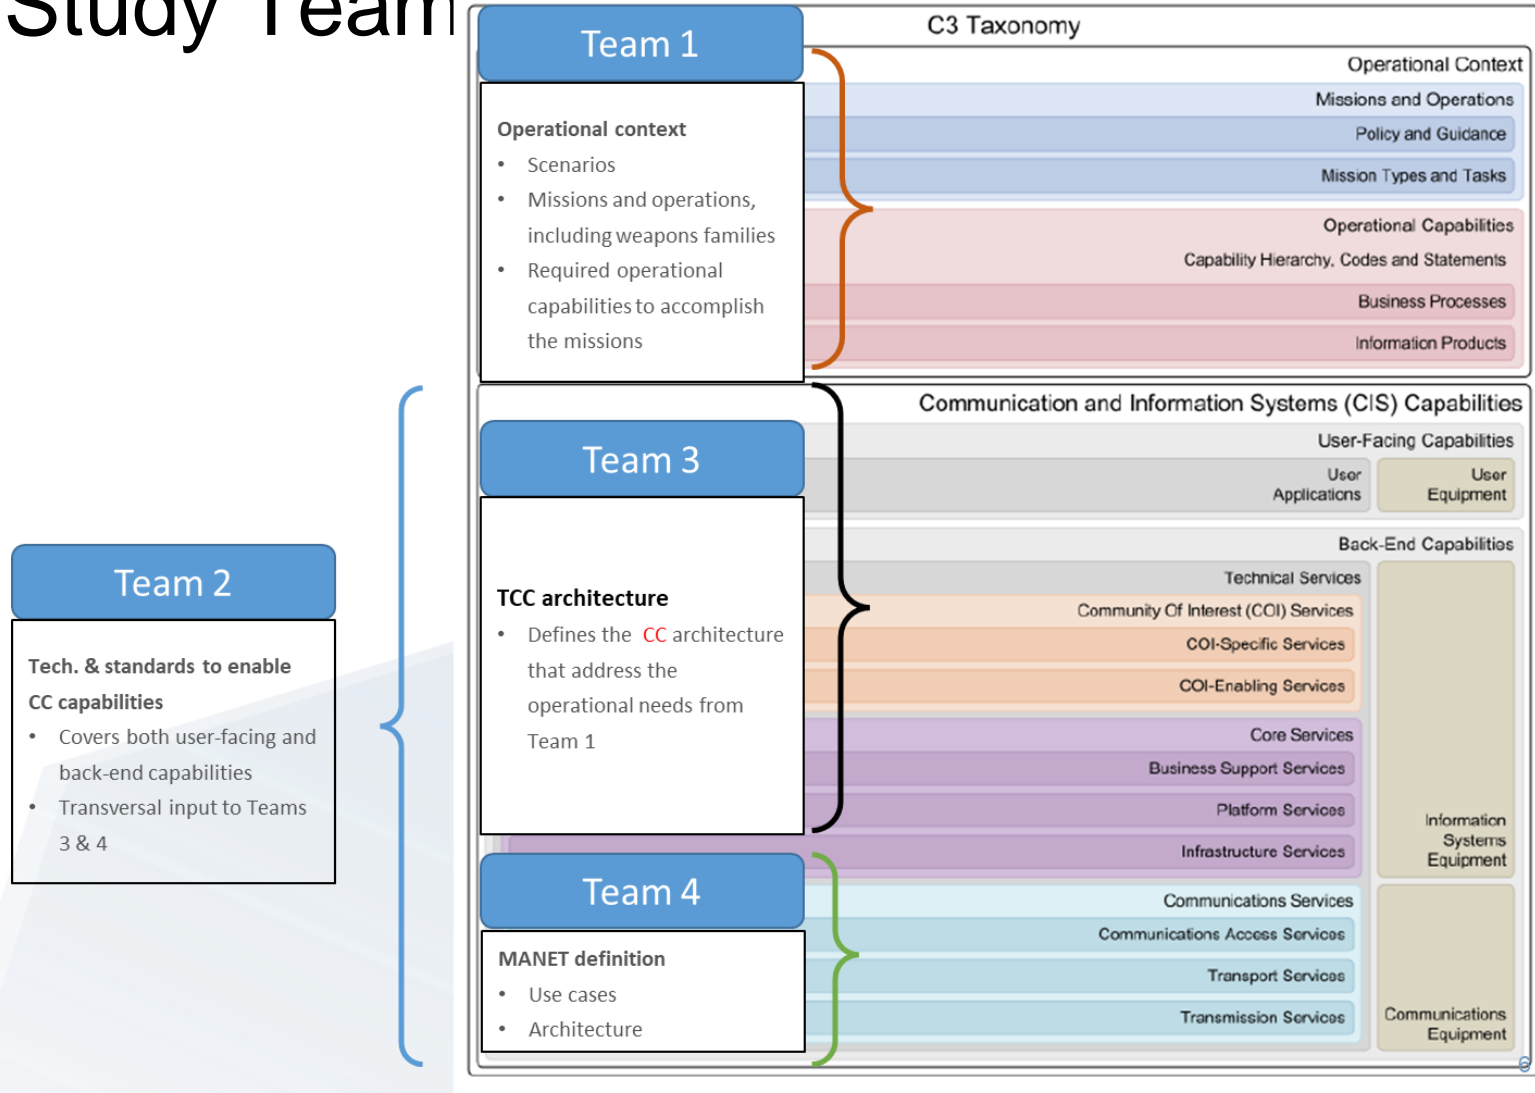 Study Team
C3 Taxonomy
Team 1
Operational context
• Scenarios
• Missions and operations,
including weapons families
• Required operational
capabilities to accomplish
the missions
Operational Context
Missions and Operations
Policy and Guidance
Mission Types and Tasks
Operational Capabilities
Capability Hierarchy, Codes and Statements
Business Processes
Information Products
Team 2
Tech. & standards to enable
CC capabilities
• Covers both user-facing and
back-end capabilities
• Transversal input to Teams
3 & 4
Team 3
TCC architecture
• Defines the CC architecture
that address the
operational needs from
Team 1
Team 4
MANET definition
• Use cases
• Architecture
Communication and Information Systems (CIS) Capabilities
User-Facing Capabilities
User
Applications
User
Equipment
Back-End Capabilities
Technical Services
Community Of Interest (COI) Services
COI-Specific Services
COI-Enabling Services
Core Services
Business Support Services
Platform Services
Infrastructure Services
Information
Systems
Equipment
Communications Services
Communications Access Services
Transport Services
Transmission Services
Communications
Equipment
6